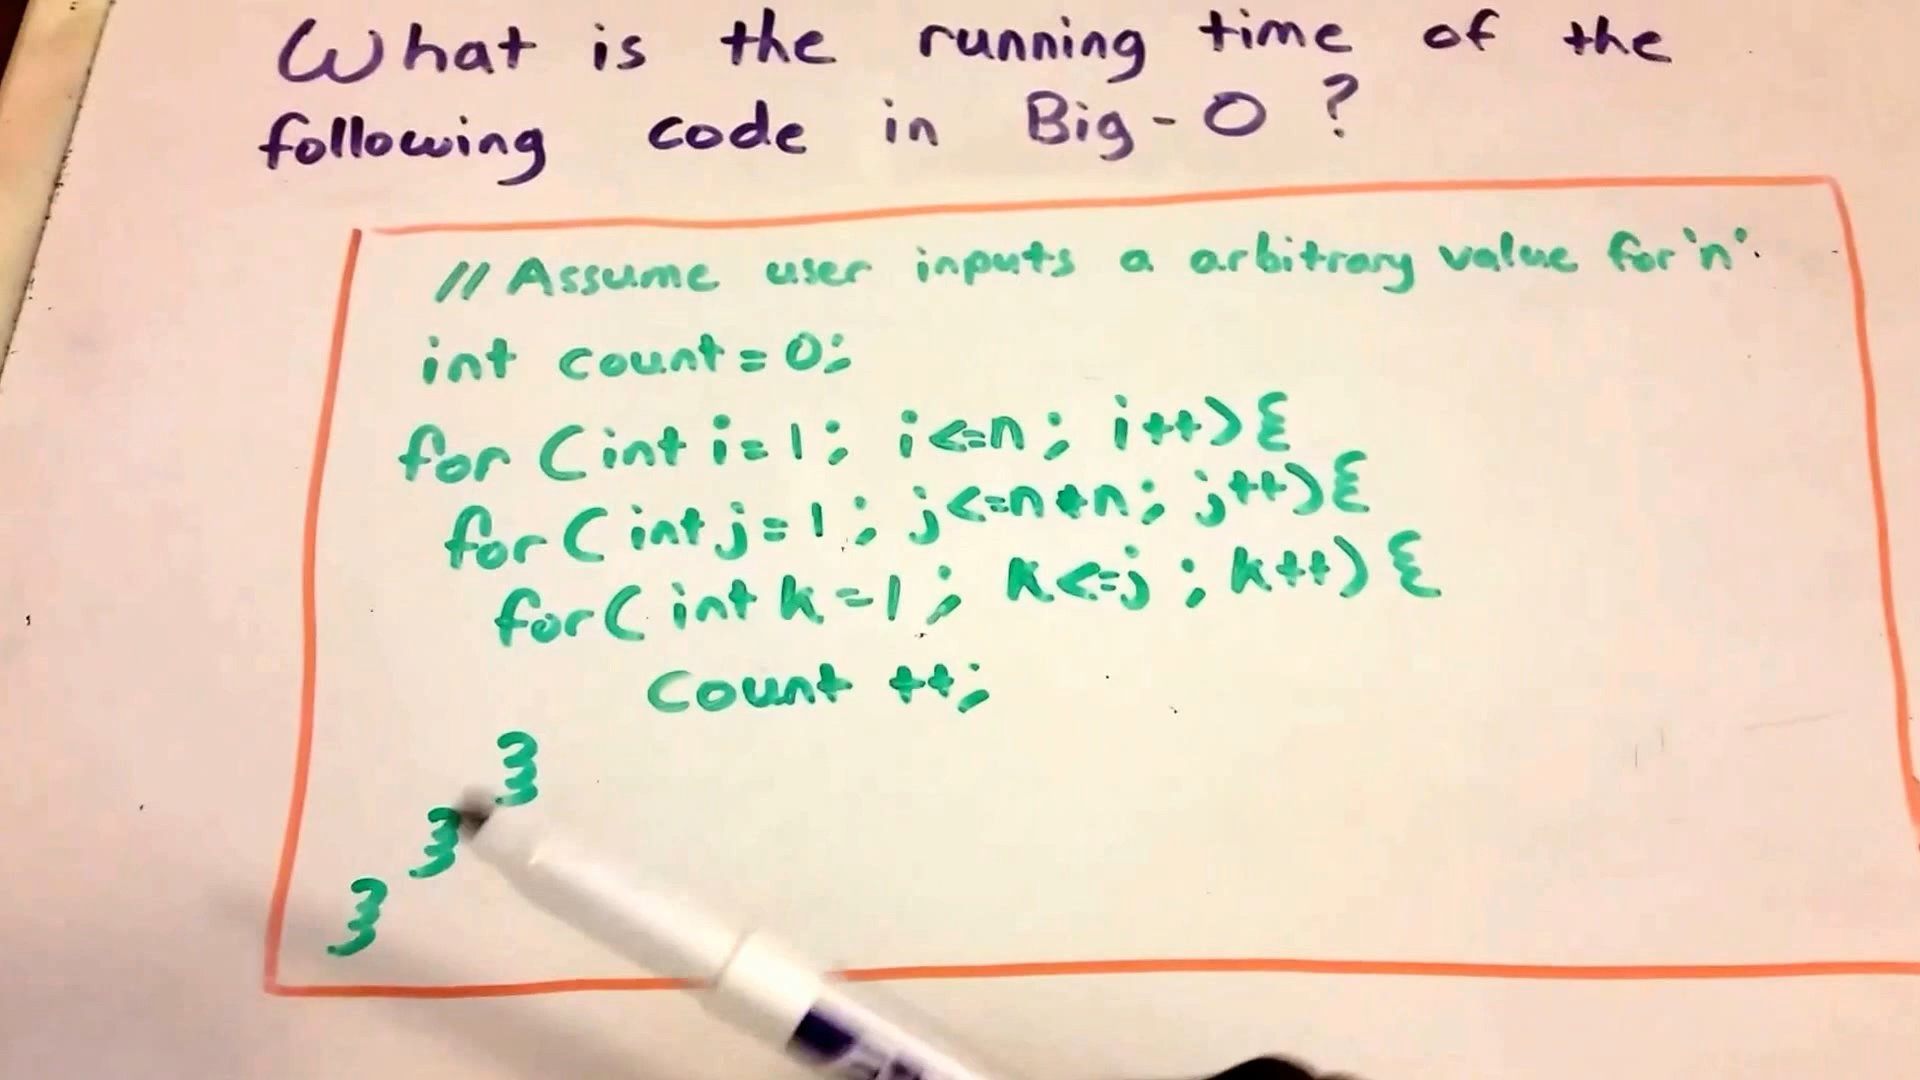 What is the running time of the
following code in Big-O?
// Assume user inputs a arbitrary value for 'n'.
int count = 0;
for (int i=1; i<=n; i++){
for (int j=1; j<=n*n; j++){
for (int k=1; k<=j; k++) {
Count ++;
}
}
}